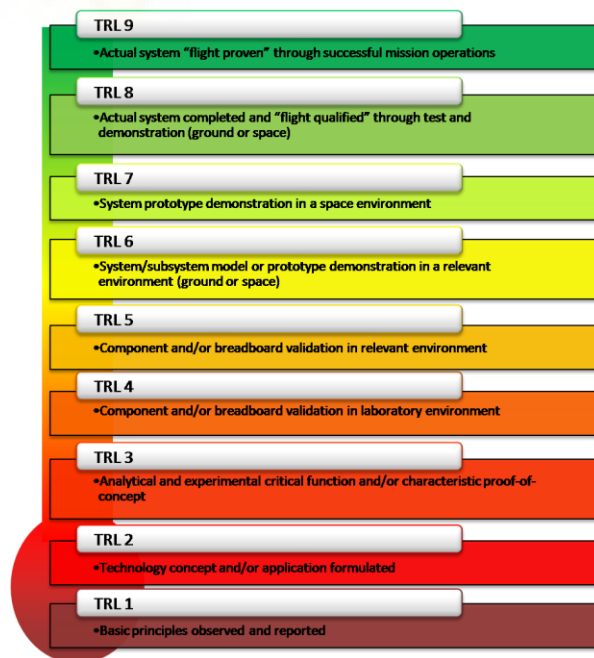 TRL 9
•Actual system “flight proven” through successful mission operations
TRL 8
•Actual system completed and “flight qualified” through test and
demonstration (ground or space)
TRL 7
•System prototype demonstration in a space environment
TRL 6
•System/subsystem model or prototype demonstration in a relevant
environment (ground or space)
TRL 5
•Component and/or breadboard validation in relevant environment
TRL 4
•Component and/or breadboard validation in laboratory environment
TRL 3
•Analytical and experimental critical function and/or characteristic proof-of-
concept
TRL 2
•Technology concept and/or application formulated
TRL 1
•Basic principles observed and reported